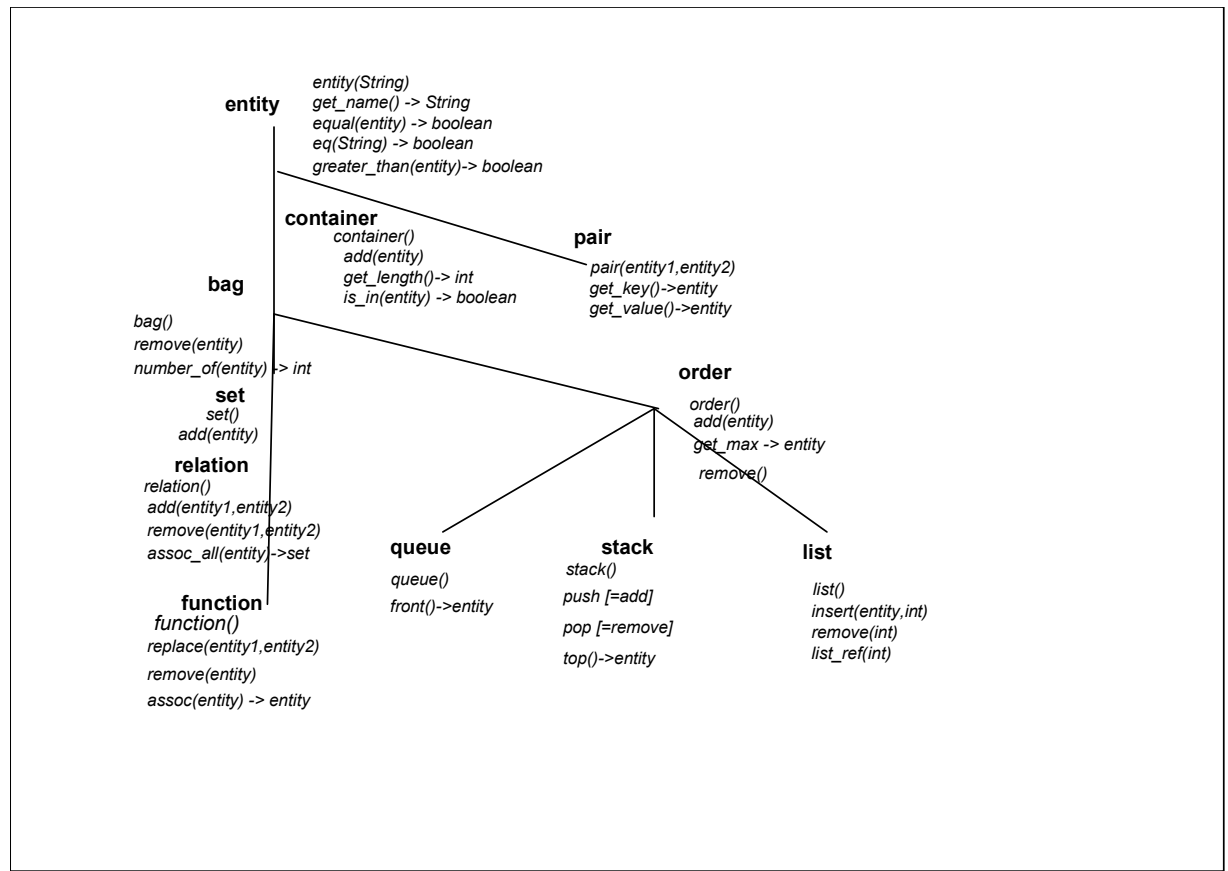 entity
entity(String)
get_name() -> String
equal(entity) -> boolean
eq(String) -> boolean
greater_than(entity)-> boolean
container
container()
add(entity)
get_length()-> int
is_in(entity) -> boolean
pair
pair(entity1,entity2)
get_key()->entity
get_value()->entity
bag
bag()
remove(entity)
number_of(entity) -> int
set
set()
add(entity)
relation
relation()
add(entity1,entity2)
remove(entity1,entity2)
assoc_all(entity)->set
function
function()
replace(entity1,entity2)
remove(entity)
assoc(entity) -> entity
order
order()
add(entity)
get_max -> entity
remove()
queue
queue()
front()->entity
stack
stack()
push [=add]
pop [=remove]
top()->entity
list
list()
insert(entity,int)
remove(int)
list_ref(int)